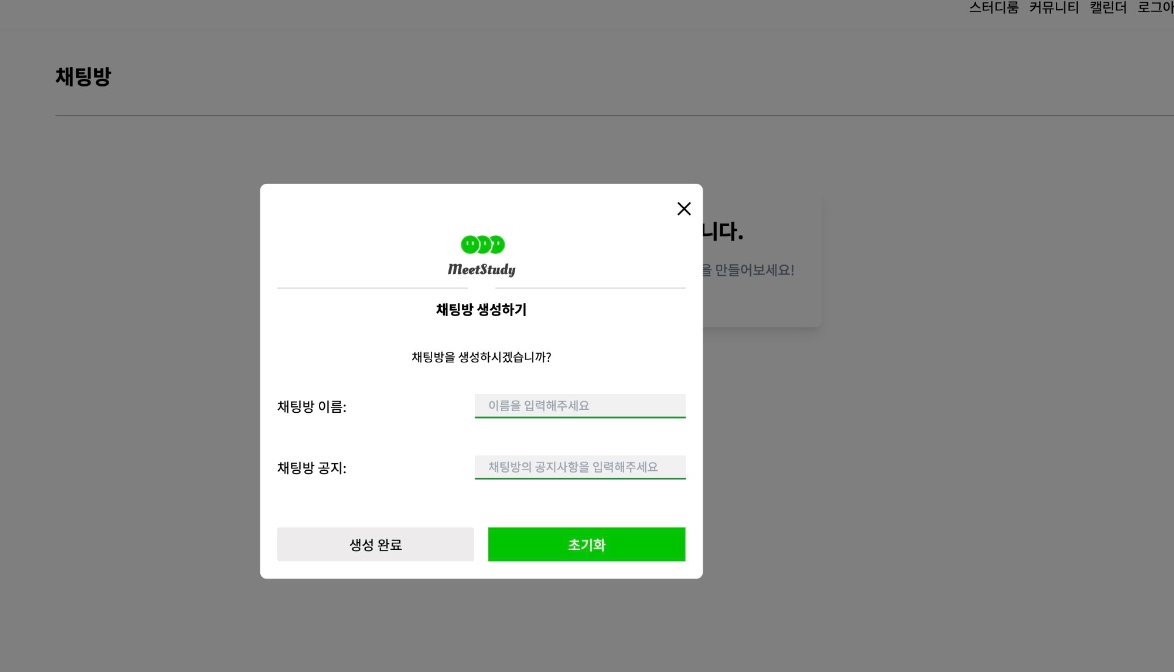 스터디룸 커뮤니티 캘린더 로그아
채팅방
니다.
을 만들어보세요!
MeetStudy
채팅방 생성하기
채팅방을 생성하시겠습니까?
채팅방 이름: 이름을 입력해주세요
채팅방 공지: 채팅방의 공지사항을 입력해주세요
생성 완료 초기화